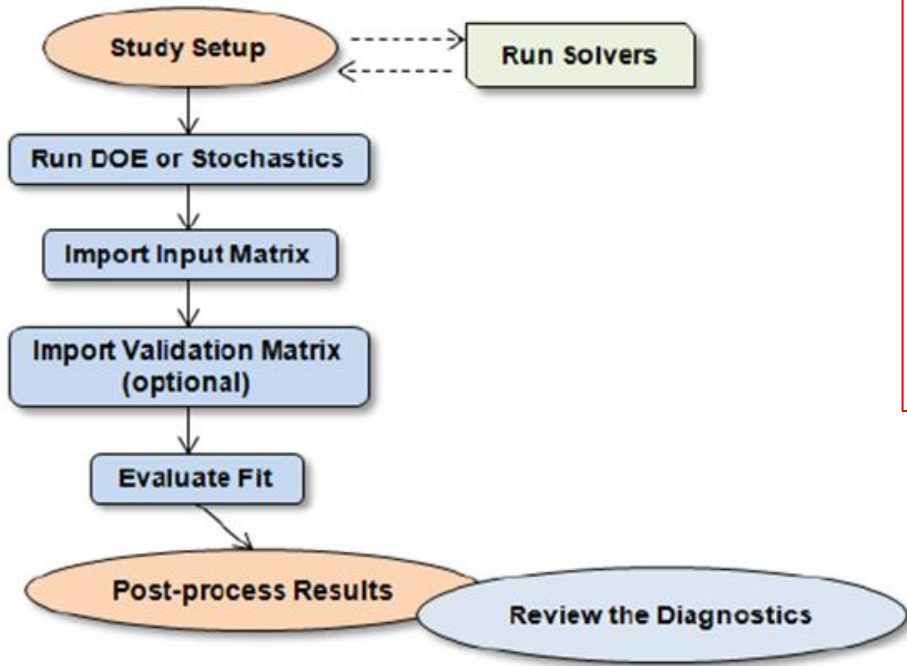 Study Setup
Run Solvers
Run DOE or Stochastics
Import Input Matrix
Import Validation Matrix
(optional)
Evaluate Fit
Post-process Results
Review the Diagnostics